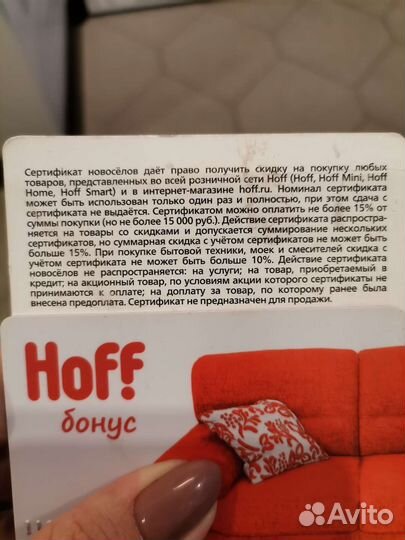 Сертификат новосёлов даёт право получить скидку на покупку любых
товаров, представленных во всей розничной сети Hoff (Hoff, Hoff Mini, Hoff
Home, Hoff Smart) и в интернет-магазине hoff.ru. Номинал сертификата
может быть использован только один раз и полностью, при этом сдача с
сертификата не выдаётся. Сертификатом можно оплатить не более 15% от
суммы покупки (но не более 15 000 руб.). Действие сертификата распростра-
няется на товары со скидками и допускается суммирование нескольких
сертификатов, но суммарная скидка с учётом сертификатов не может быть
больше 15%. При покупке бытовой техники, моек и смесителей скидка с
учётом сертификата не может быть больше 10%. Действие сертификата
новосёлов не распространяется: на услуги; на товар, приобретаемый в
кредит; на акционный товар, по условиям акции которого сертификаты не
принимаются к оплате; на доплату за товар, по которому ранее была
внесена предоплата. Сертификат не предназначен для продажи.
Hoff
бонус
Avito